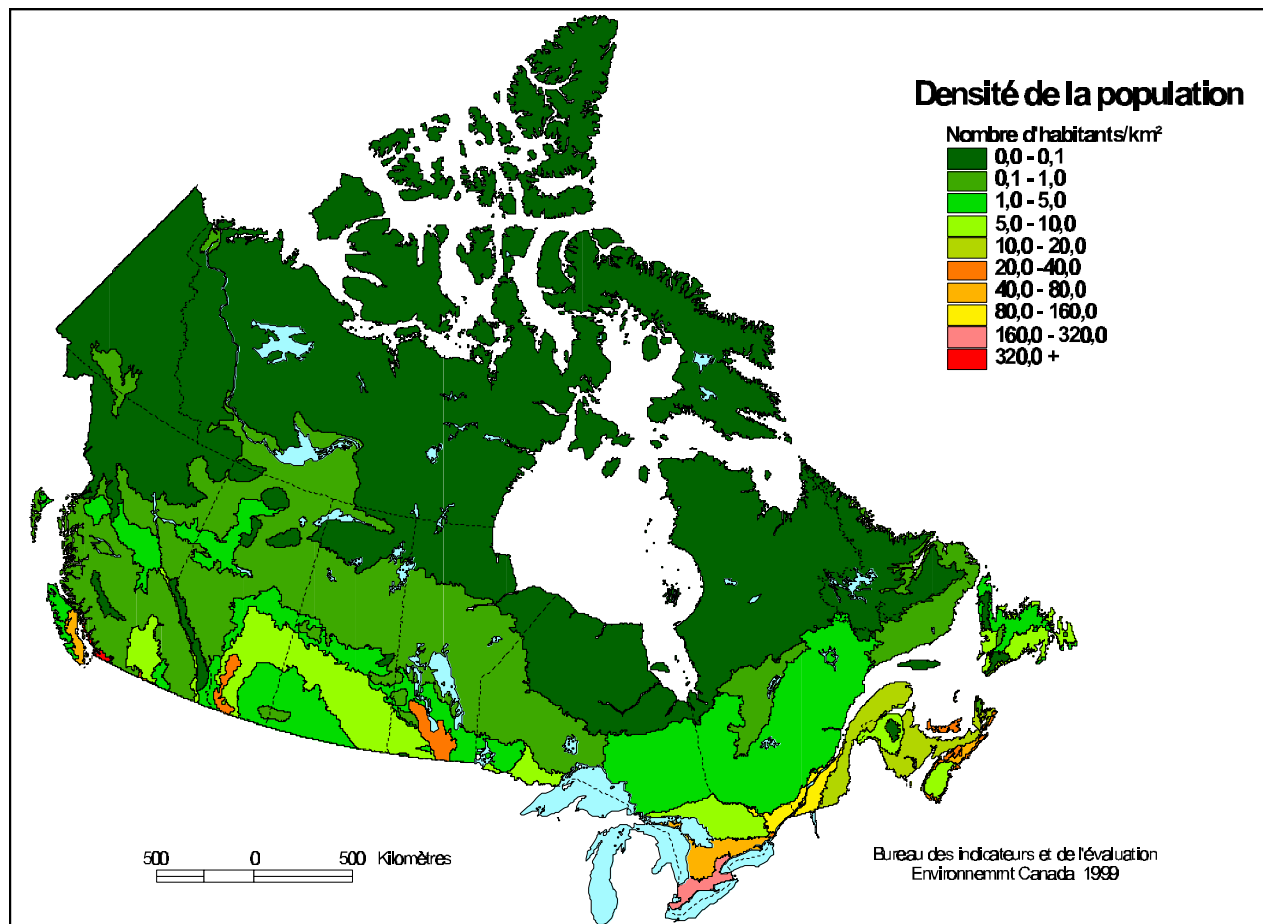 Densité de la population
Nombre d'habitants/km²
0,0 - 0,1
0,1 - 1,0
1,0 - 5,0
5,0 - 10,0
10,0 - 20,0
20,0 -40,0
40,0 - 80,0
80,0 - 160,0
160,0 - 320,0
320,0 +
500 0 500 Kilomètres
Bureau des indicateurs et de l'évaluation
Environnemmt Canada 1999